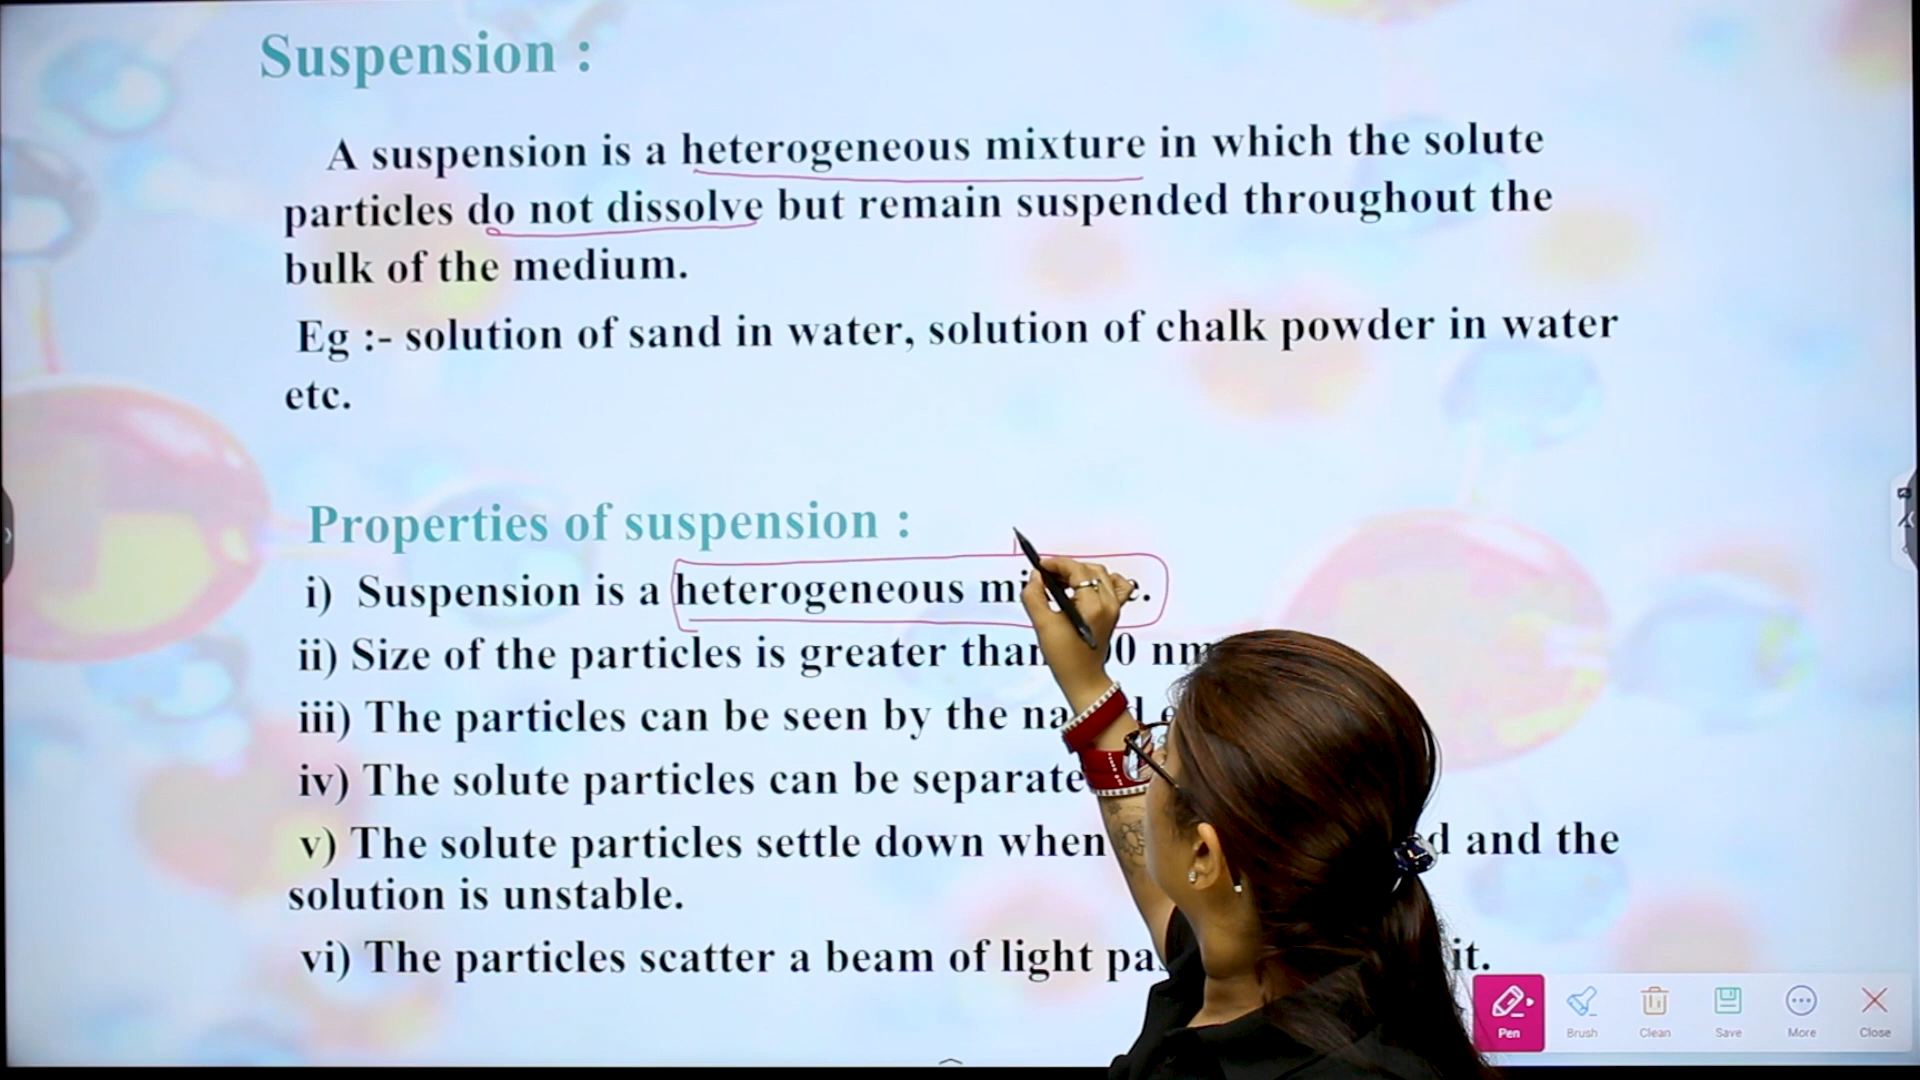 Suspension :
A suspension is a heterogeneous mixture in which the solute
particles do not dissolve but remain suspended throughout the
bulk of the medium.
Eg :- solution of sand in water, solution of chalk powder in water
etc.
Properties of suspension :
i) Suspension is a heterogeneous
ii) Size of the particles is greater than nm
iii) The particles can be seen by the
iv) The solute particles can be
v) The solute particles settle down when and the
solution is unstable.
vi) The particles scatter a beam of light it.
Pen Brush Clean Save More Close